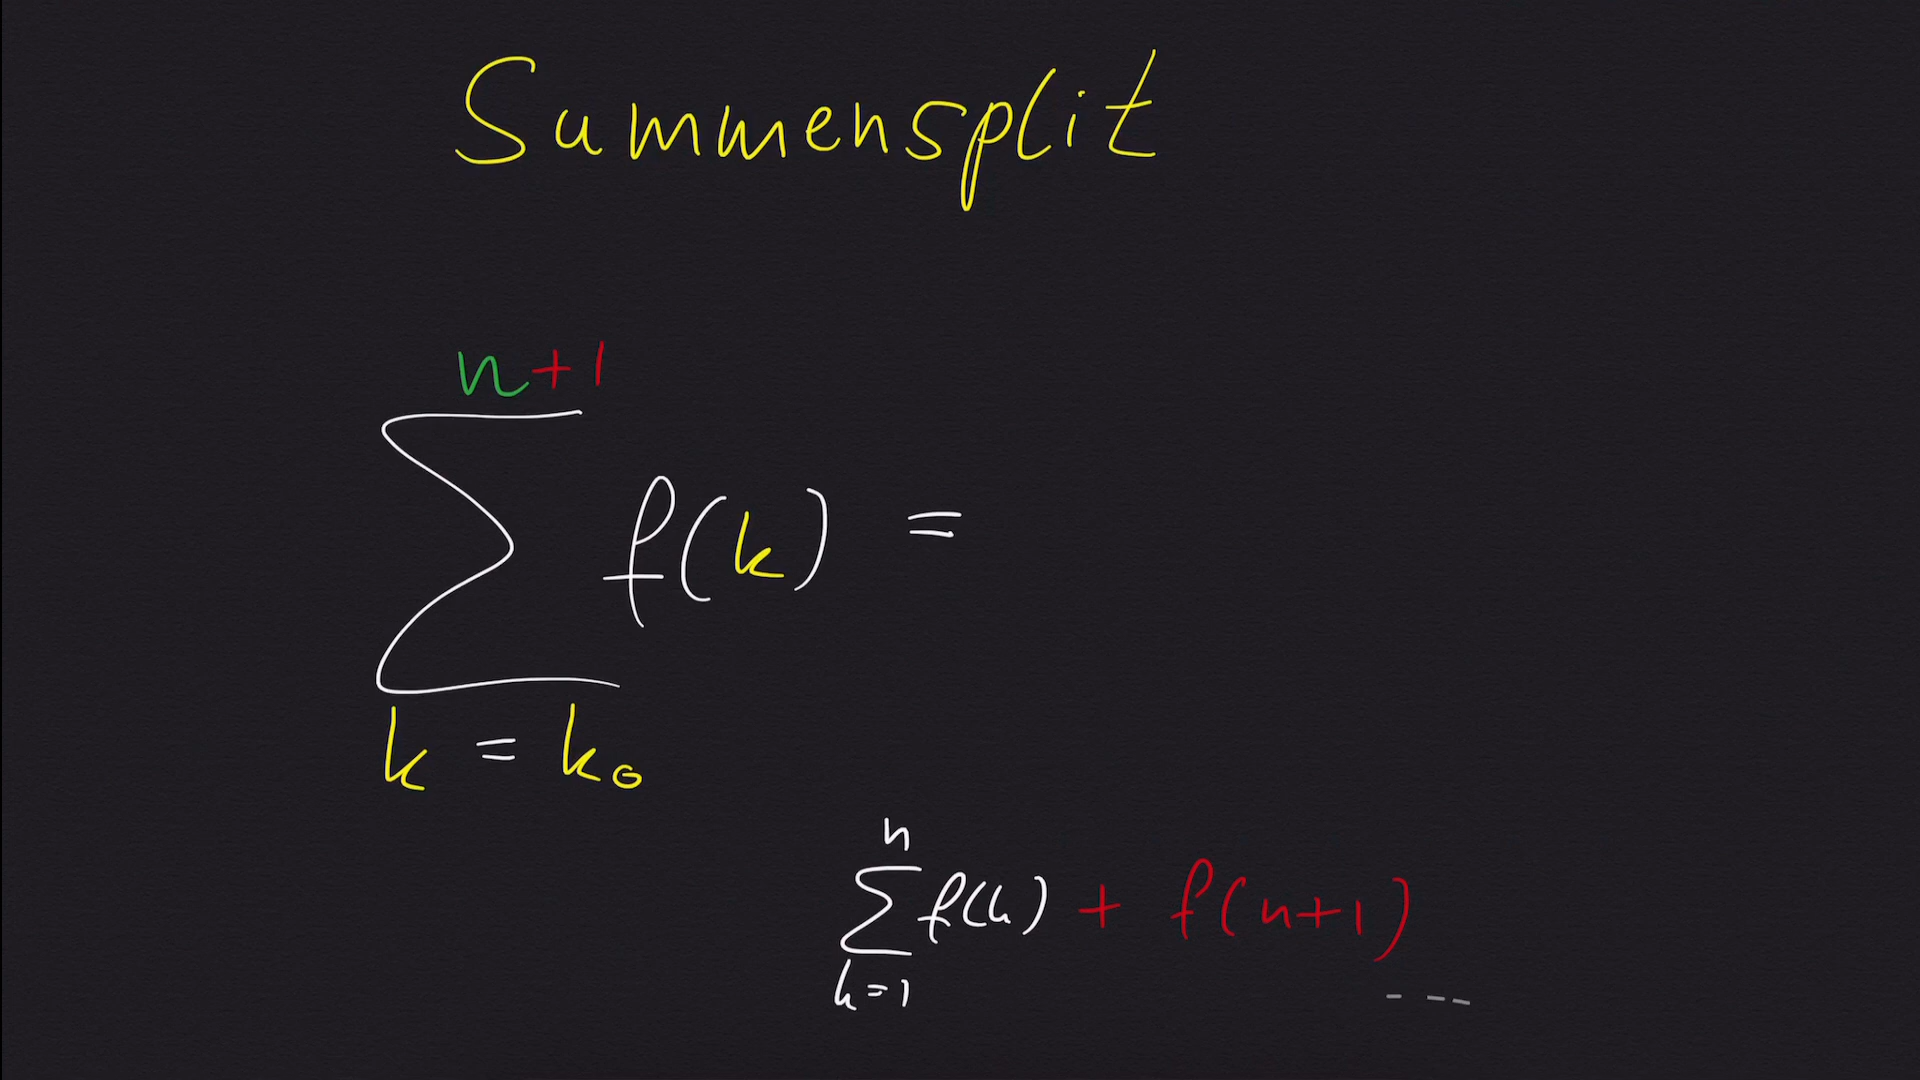 Summensplit
n+1
∑ f(k) =
k = k₀
n
∑ f(k) + f(n+1)
k=1